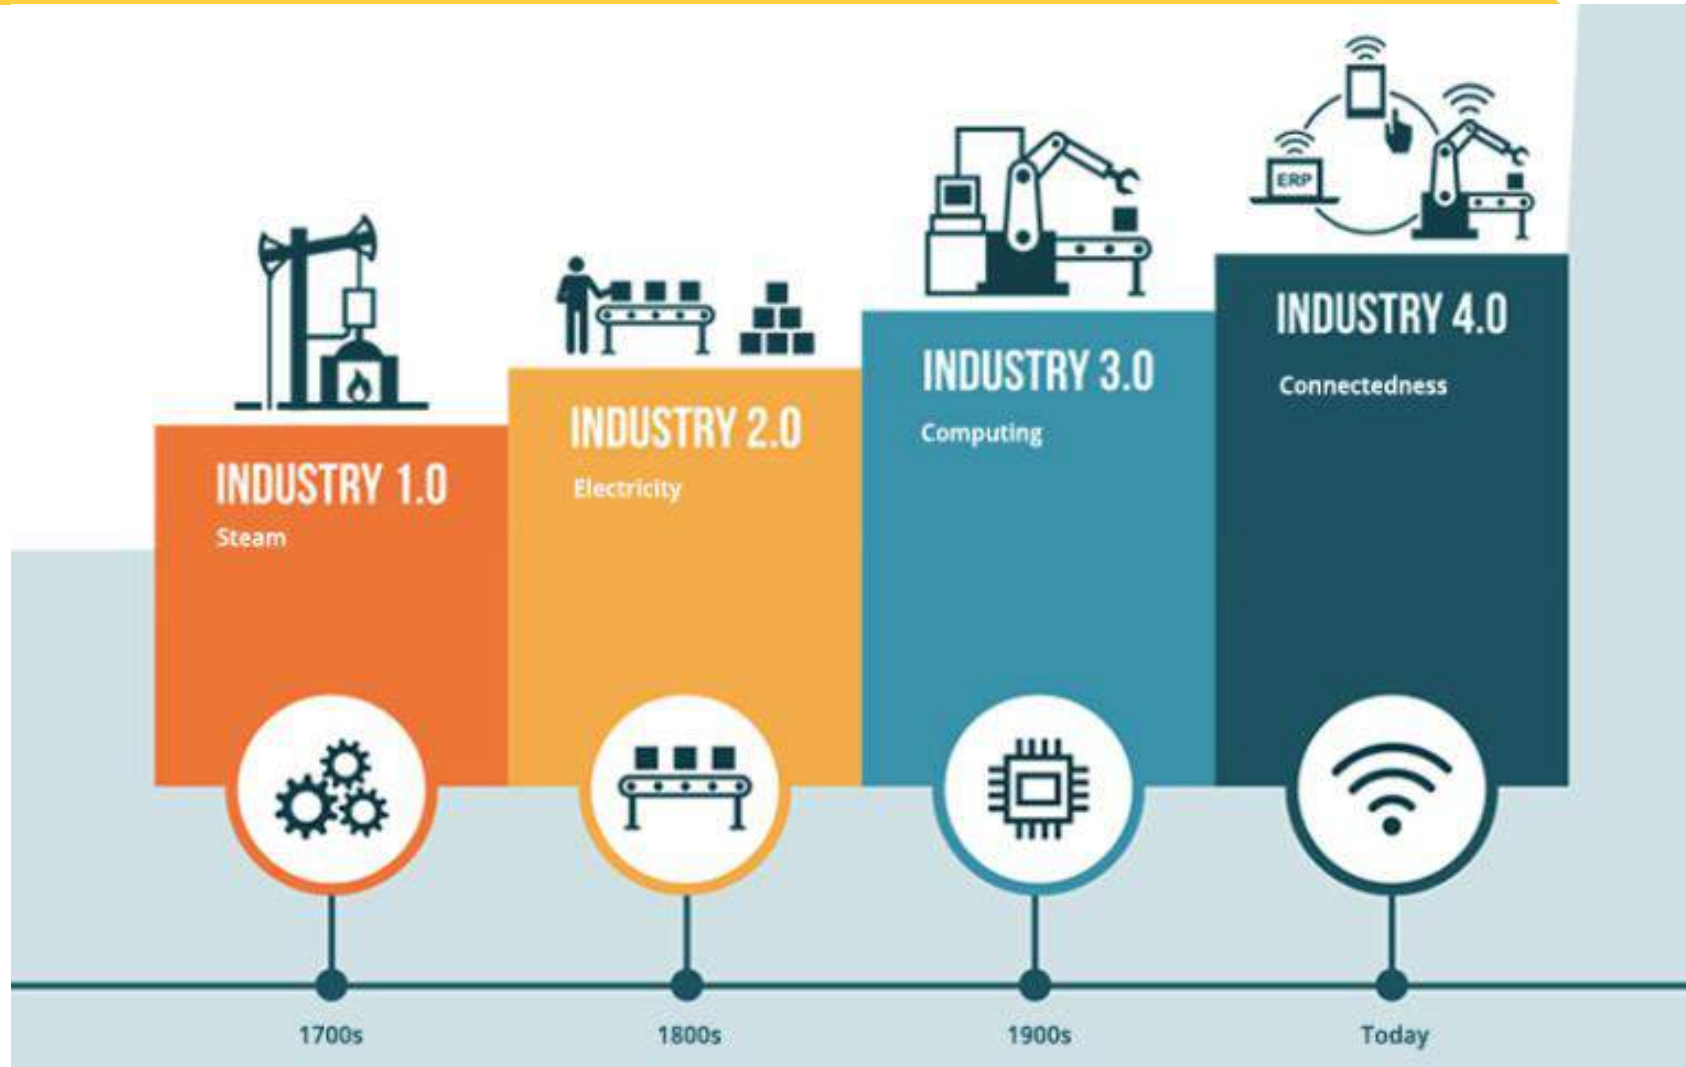 ERP
INDUSTRY 4.0
Connectedness
INDUSTRY 3.0
Computing
INDUSTRY 2.0
Electricity
INDUSTRY 1.0
Steam
1700s
1800s
1900s
Today